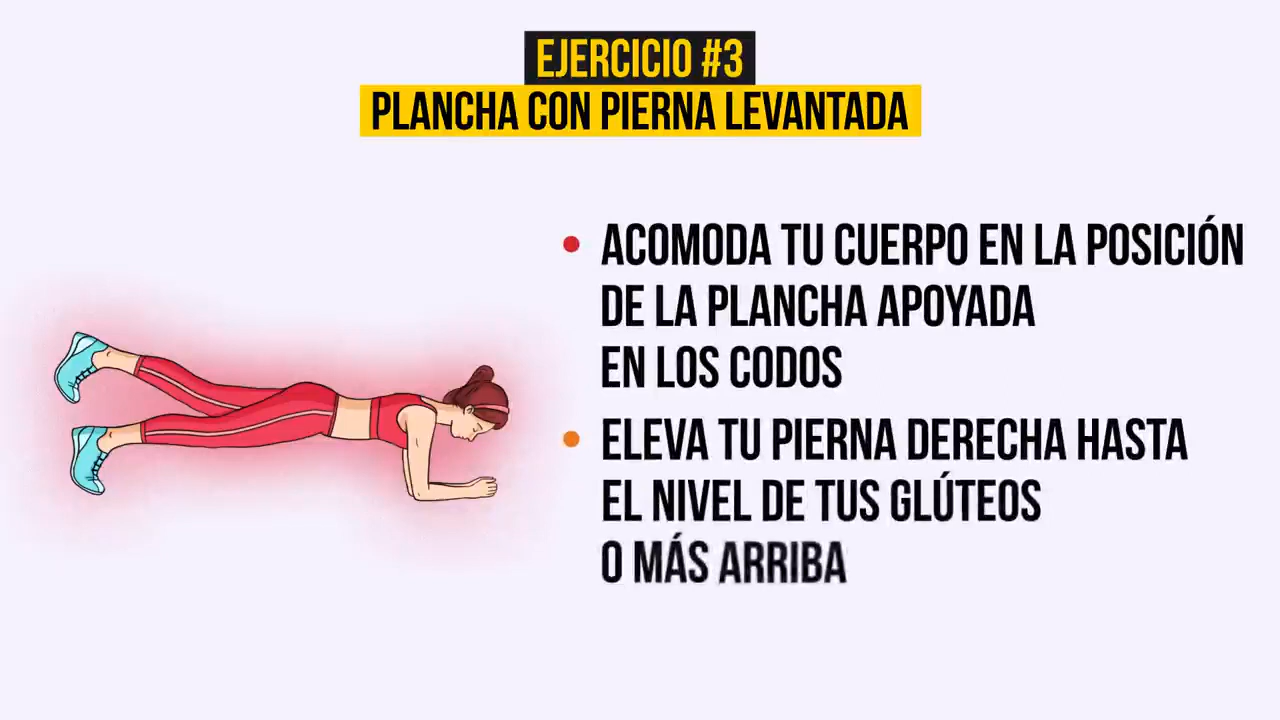 EJERCICIO #3
PLANCHA CON PIERNA LEVANTADA
• ACOMODA TU CUERPO EN LA POSICIÓN
DE LA PLANCHA APOYADA
EN LOS CODOS
• ELEVA TU PIERNA DERECHA HASTA
EL NIVEL DE TUS GLÚTEOS
O MÁS ARRIBA